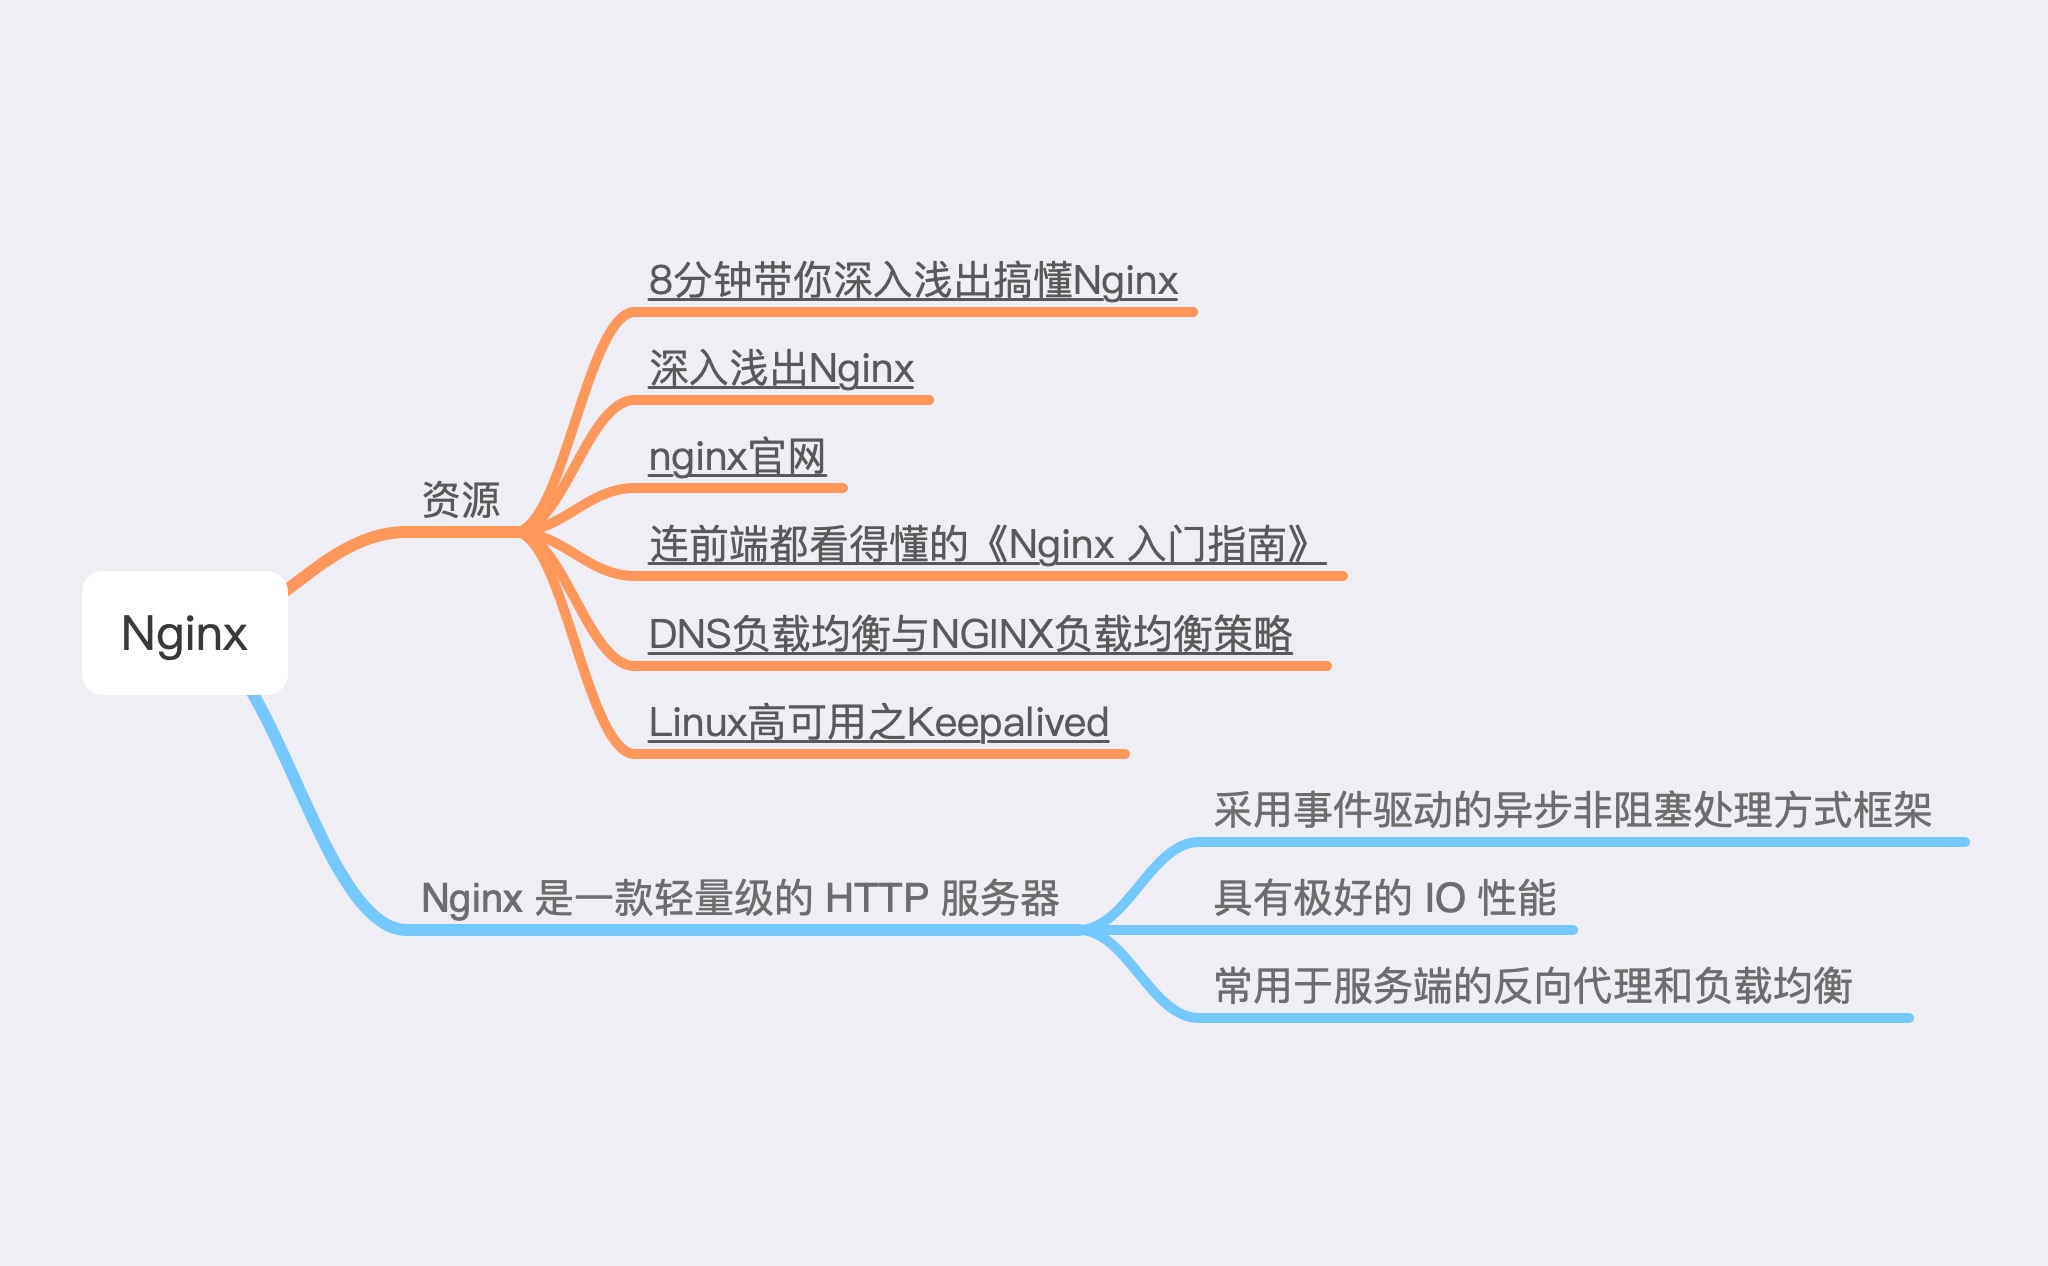 Nginx
资源
8分钟带你深入浅出搞懂Nginx
深入浅出Nginx
nginx官网
连前端都看得懂的《Nginx 入门指南》
DNS负载均衡与NGINX负载均衡策略
Linux高可用之Keepalived
Nginx 是一款轻量级的 HTTP 服务器
采用事件驱动的异步非阻塞处理方式框架
具有极好的 IO 性能
常用于服务端的反向代理和负载均衡